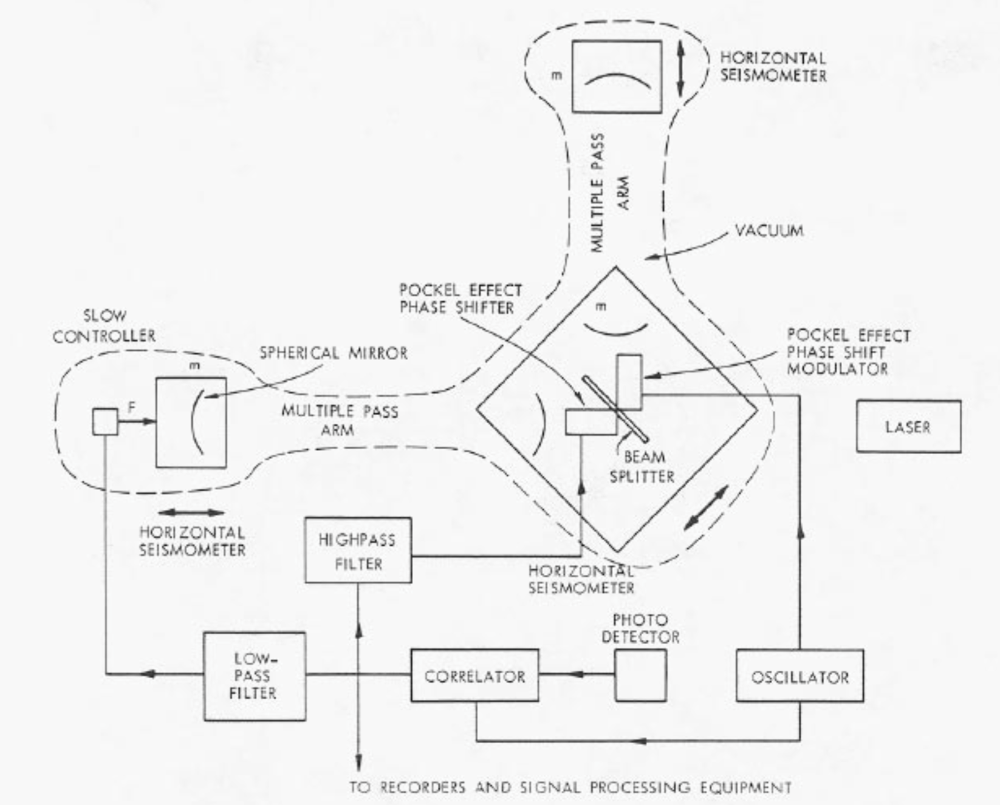 HORIZONTAL
SEISMOMETER
m
MULTIPLE PASS
ARM
VACUUM
POCKEL EFFECT
PHASE SHIFTER
m
SLOW
CONTROLLER
POCKEL EFFECT
PHASE SHIFT
MODULATOR
SPHERICAL MIRROR
m
F
MULTIPLE PASS
ARM
LASER
BEAM
SPLITTER
HORIZONTAL
SEISMOMETER
HIGHPASS
FILTER
HORIZONTAL
SEISMOMETER
PHOTO
DETECTOR
LOW-
PASS
FILTER
CORRELATOR
OSCILLATOR
TO RECORDERS AND SIGNAL PROCESSING EQUIPMENT